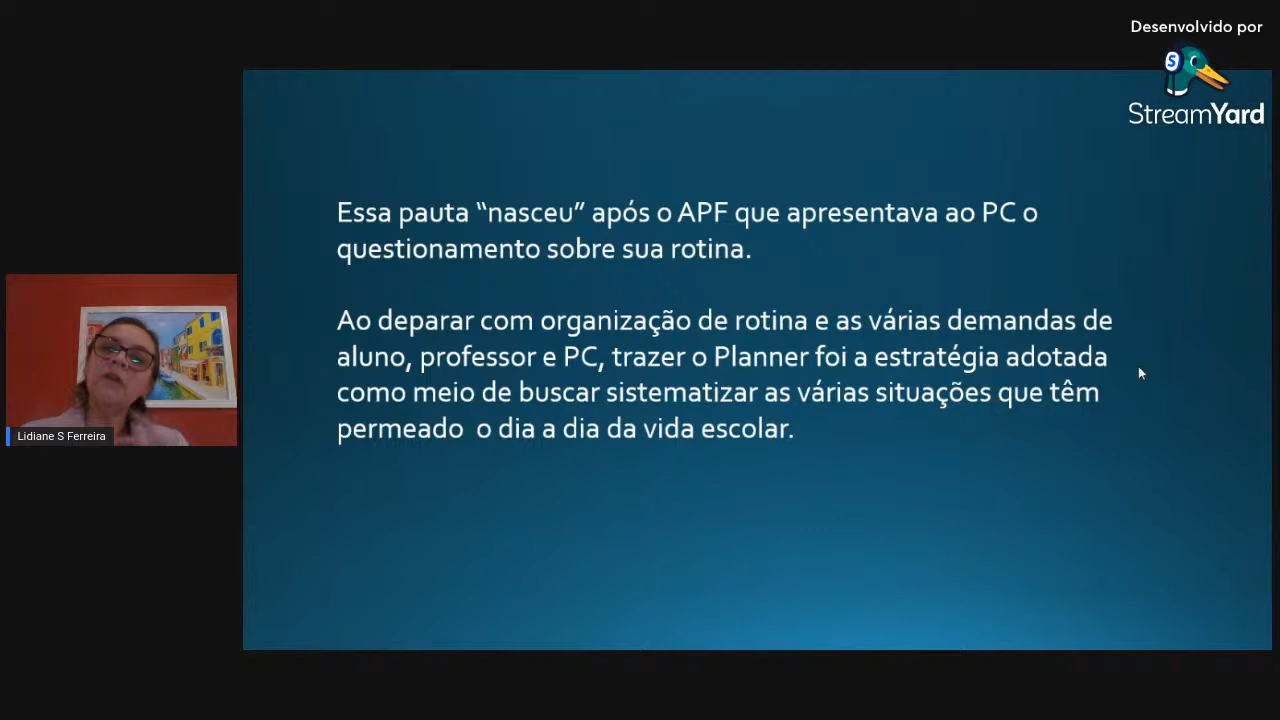 Desenvolvido por
S
StreamYard
Essa pauta “nasceu” após o APF que apresentava ao PC o
questionamento sobre sua rotina.
Ao deparar com organização de rotina e as várias demandas de
aluno, professor e PC, trazer o Planner foi a estratégia adotada
como meio de buscar sistematizar as várias situações que têm
permeado  o dia a dia da vida escolar.
Lidiane S Ferreira